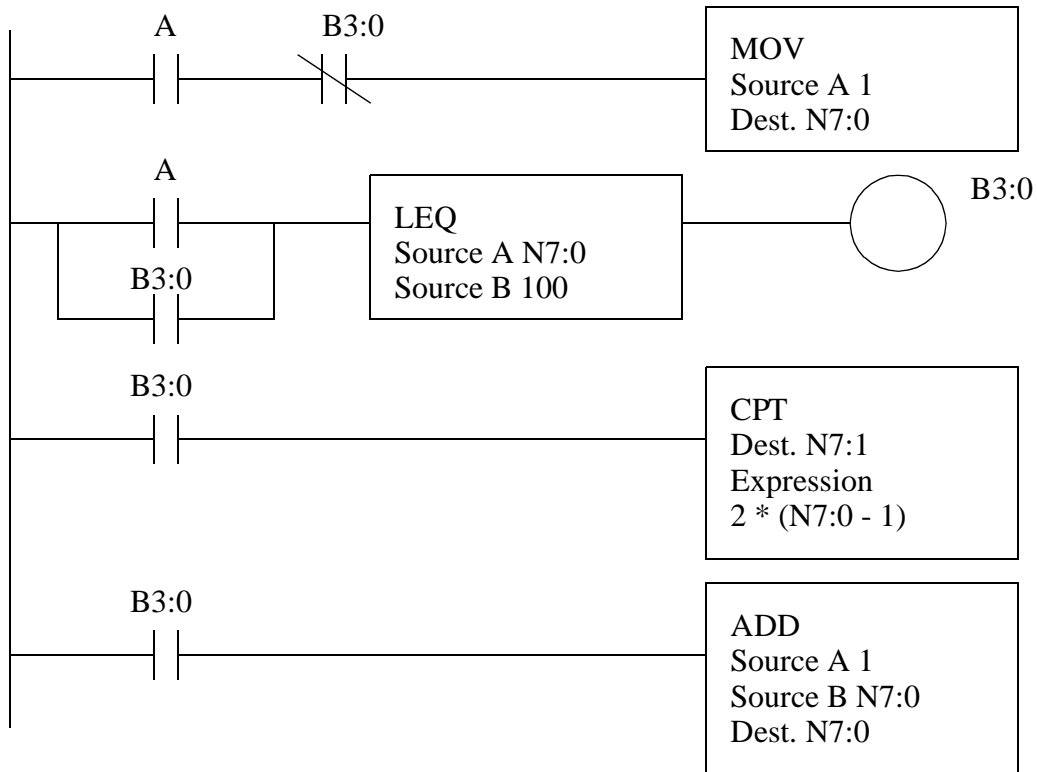 A
B3:0
MOV
Source A 1
Dest. N7:0
A
LEQ
Source A N7:0
Source B 100
B3:0
B3:0
B3:0
CPT
Dest. N7:1
Expression
2 * (N7:0 - 1)
B3:0
ADD
Source A 1
Source B N7:0
Dest. N7:0